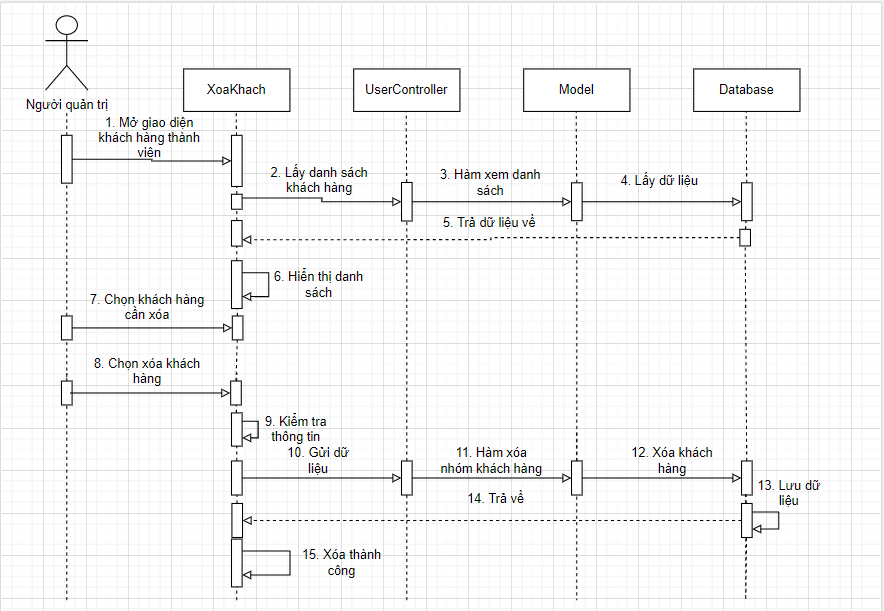 XoaKhach
UserController
Model
Database
Người quản trị
1. Mở giao diện
khách hàng thành
viên
2. Lấy danh sách
khách hàng
3. Hàm xem danh
sách
4. Lấy dữ liệu
5. Trả dữ liệu về
6. Hiển thị danh
sách
7. Chọn khách hàng
cần xóa
8. Chọn xóa khách
hàng
9. Kiểm tra
thông tin
10. Gửi dữ
liệu
11. Hàm xóa
nhóm khách hàng
12. Xóa khách
hàng
13. Lưu dữ
liệu
14. Trả về
15. Xóa thành
công